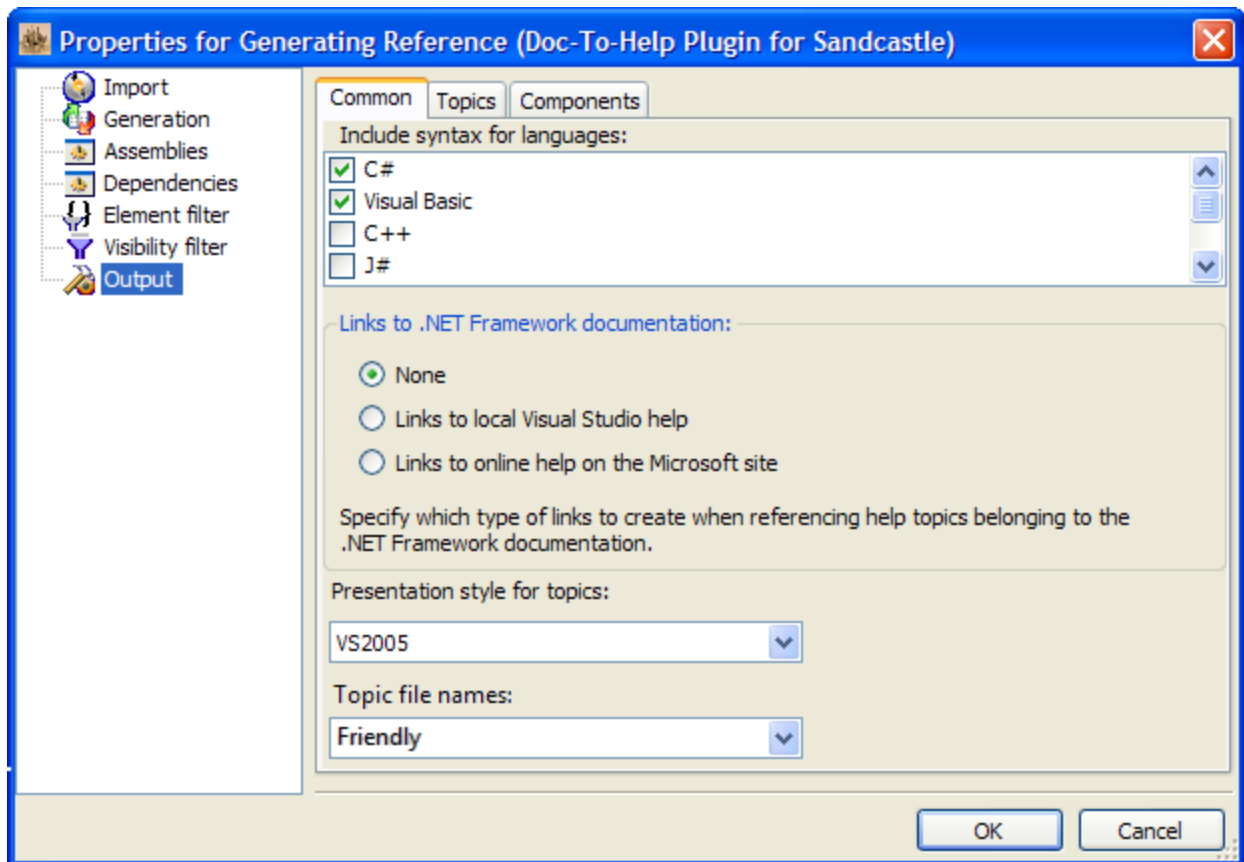 Properties for Generating Reference (Doc-To-Help Plugin for Sandcastle)
Import
Generation
Assemblies
Dependencies
Element filter
Visibility filter
Output
Common
Topics
Components
Include syntax for languages:
C#
Visual Basic
C++
J#
Links to .NET Framework documentation:
None
Links to local Visual Studio help
Links to online help on the Microsoft site
Specify which type of links to create when referencing help topics belonging to the
.NET Framework documentation.
Presentation style for topics:
VS2005
Topic file names:
Friendly
OK
Cancel